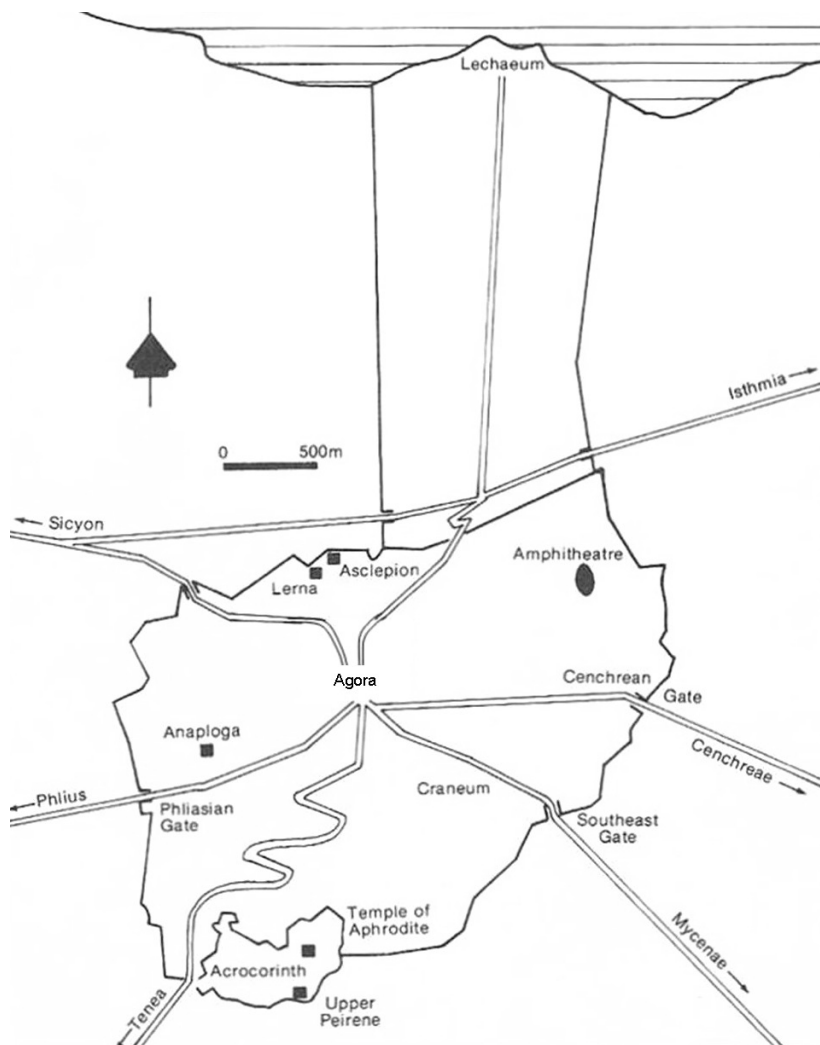 Lechaeum
Isthmia
0 500m
Sicyon
Amphitheatre
Asclepion
Lerna
Agora
Cenchrean
Gate
Anaploga
Cenchreae
Phlius
Craneum
Phliasian
Gate
Southeast
Gate
Temple of
Aphrodite
Mycenae
Acrocorinth
Upper
Peirene
Tenea